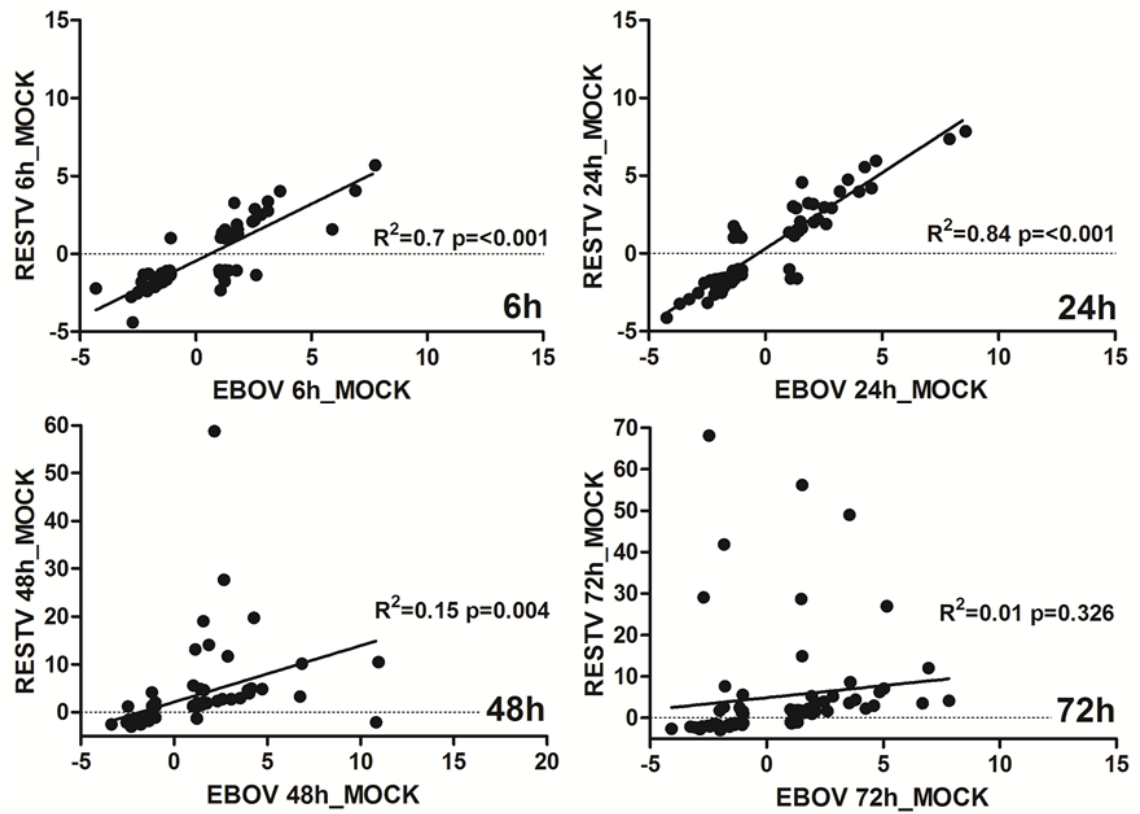 RESTV 6h_MOCK
15
10
5
0
-5
R²=0.7 p=<0.001
6h
-5 0 5 10 15
EBOV 6h_MOCK
RESTV 24h_MOCK
15
10
5
0
-5
R²=0.84 p=<0.001
24h
-5 0 5 10 15
EBOV 24h_MOCK
RESTV 48h_MOCK
60
50
40
30
20
10
0
R²=0.15 p=0.004
48h
-5 0 5 10 15 20
EBOV 48h_MOCK
RESTV 72h_MOCK
70
60
50
40
30
20
10
0
R²=0.01 p=0.326
72h
-5 0 5 10 15
EBOV 72h_MOCK